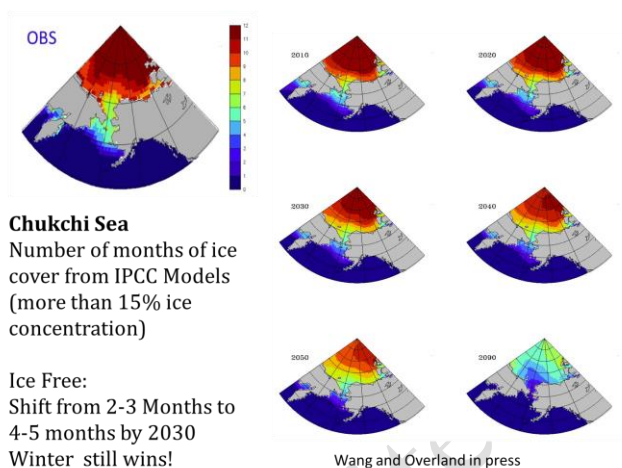 OBS
12
11
10
9
8
7
6
5
4
3
2
1
0
Chukchi Sea
Number of months of ice
cover from IPCC Models
(more than 15% ice
concentration)
Ice Free:
Shift from 2-3 Months to
4-5 months by 2030
Winter still wins!
2010
2020
2030
2040
2050
2090
Wang and Overland in press